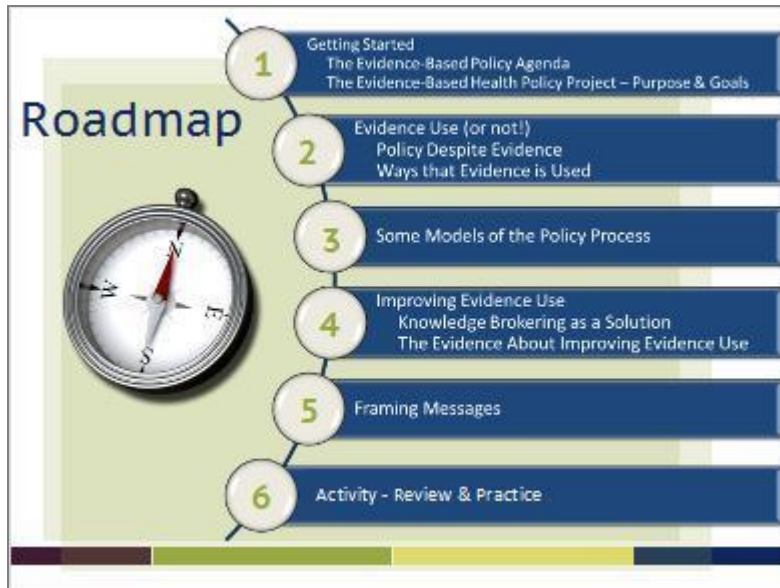 Roadmap
1
Getting Started
The Evidence-Based Policy Agenda
The Evidence-Based Health Policy Project – Purpose & Goals
2
Evidence Use (or not!)
Policy Despite Evidence
Ways that Evidence is Used
3
Some Models of the Policy Process
4
Improving Evidence Use
Knowledge Brokering as a Solution
The Evidence About Improving Evidence Use
5
Framing Messages
6
Activity - Review & Practice
N
W
E
S